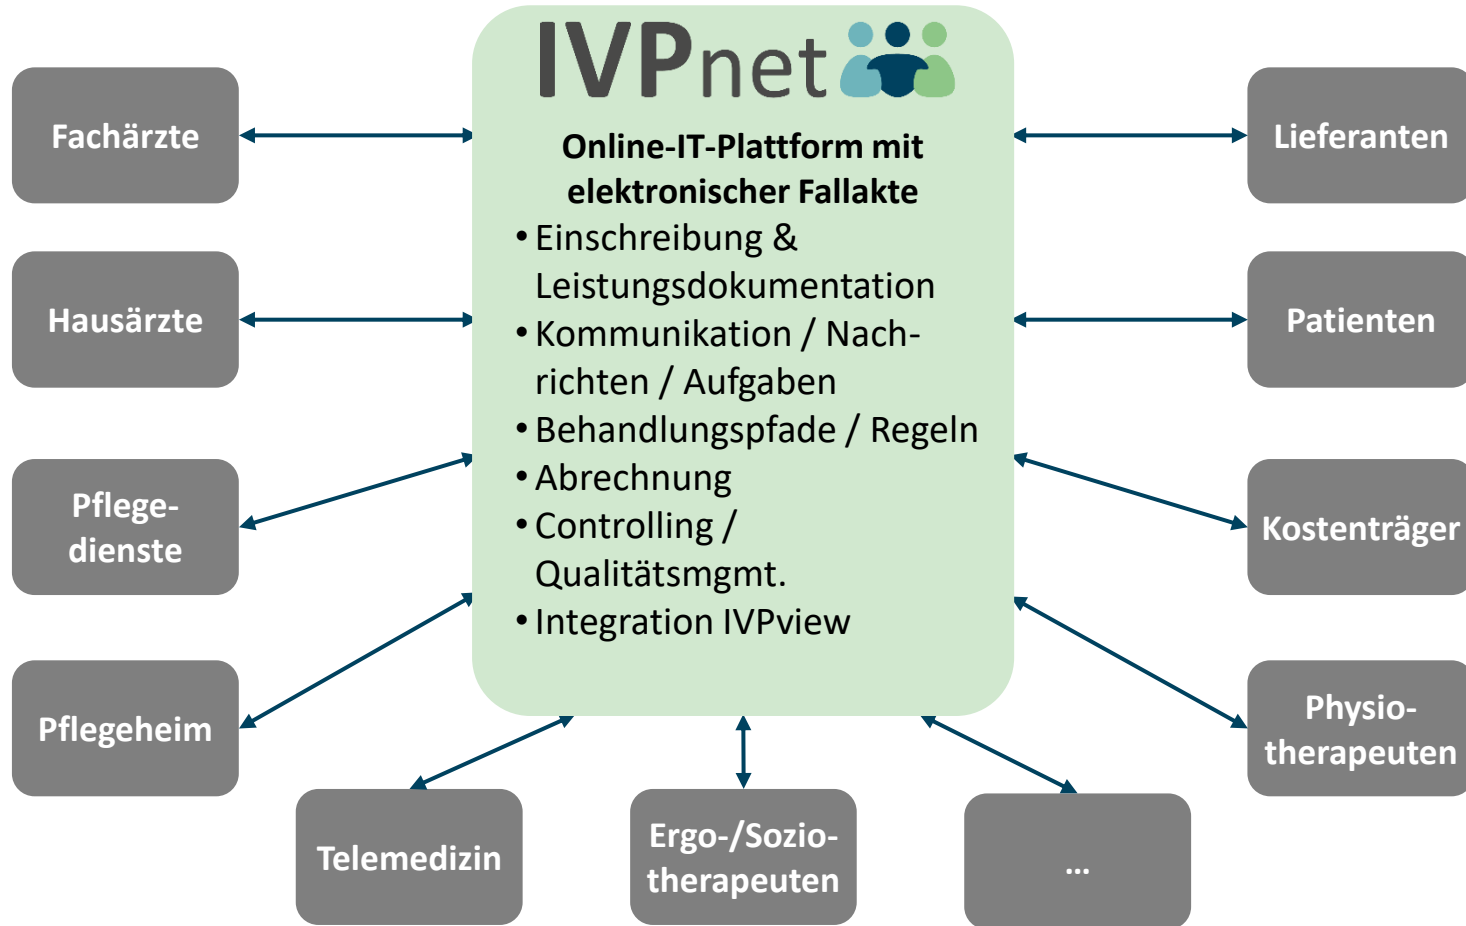 IVPnet
Online-IT-Plattform mit
elektronischer Fallakte
• Einschreibung &
Leistungsdokumentation
• Kommunikation / Nach-
richten / Aufgaben
• Behandlungspfade / Regeln
• Abrechnung
• Controlling /
Qualitätsmgmt.
• Integration IVPview
Fachärzte
Hausärzte
Pflege-
dienste
Pflegeheim
Telemedizin
Ergo-/Sozio-
therapeuten
...
Lieferanten
Patienten
Kostenträger
Physio-
therapeuten